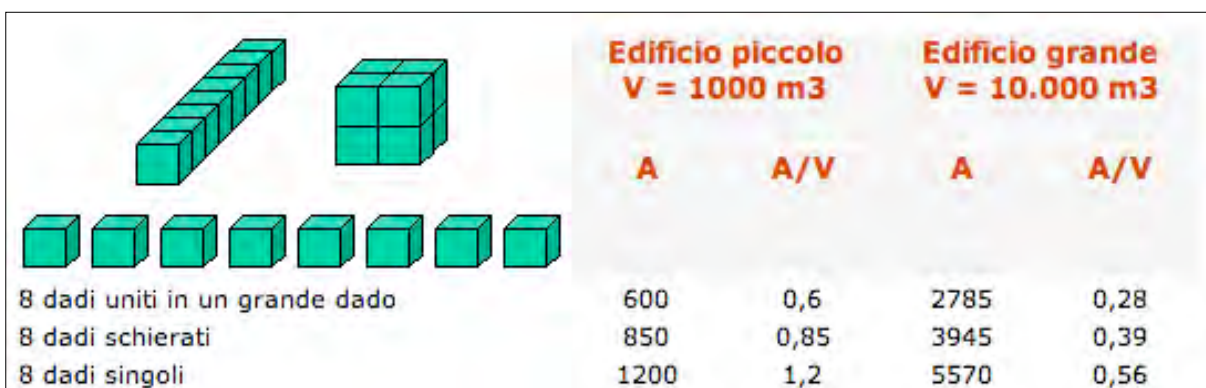 Edificio piccolo Edificio grande
V = 1000 m3 V = 10.000 m3
A A/V A A/V
8 dadi uniti in un grande dado 600 0,6 2785 0,28
8 dadi schierati 850 0,85 3945 0,39
8 dadi singoli 1200 1,2 5570 0,56